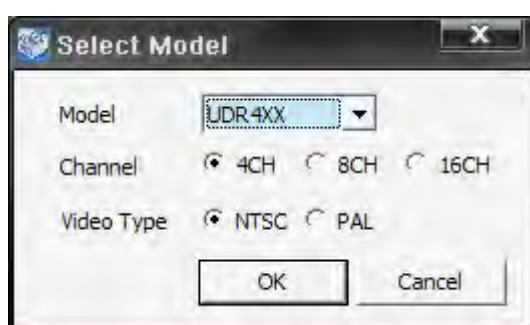 Select Model
X
Model UDR4XX
Channel 4CH 8CH 16CH
Video Type NTSC PAL
OK Cancel